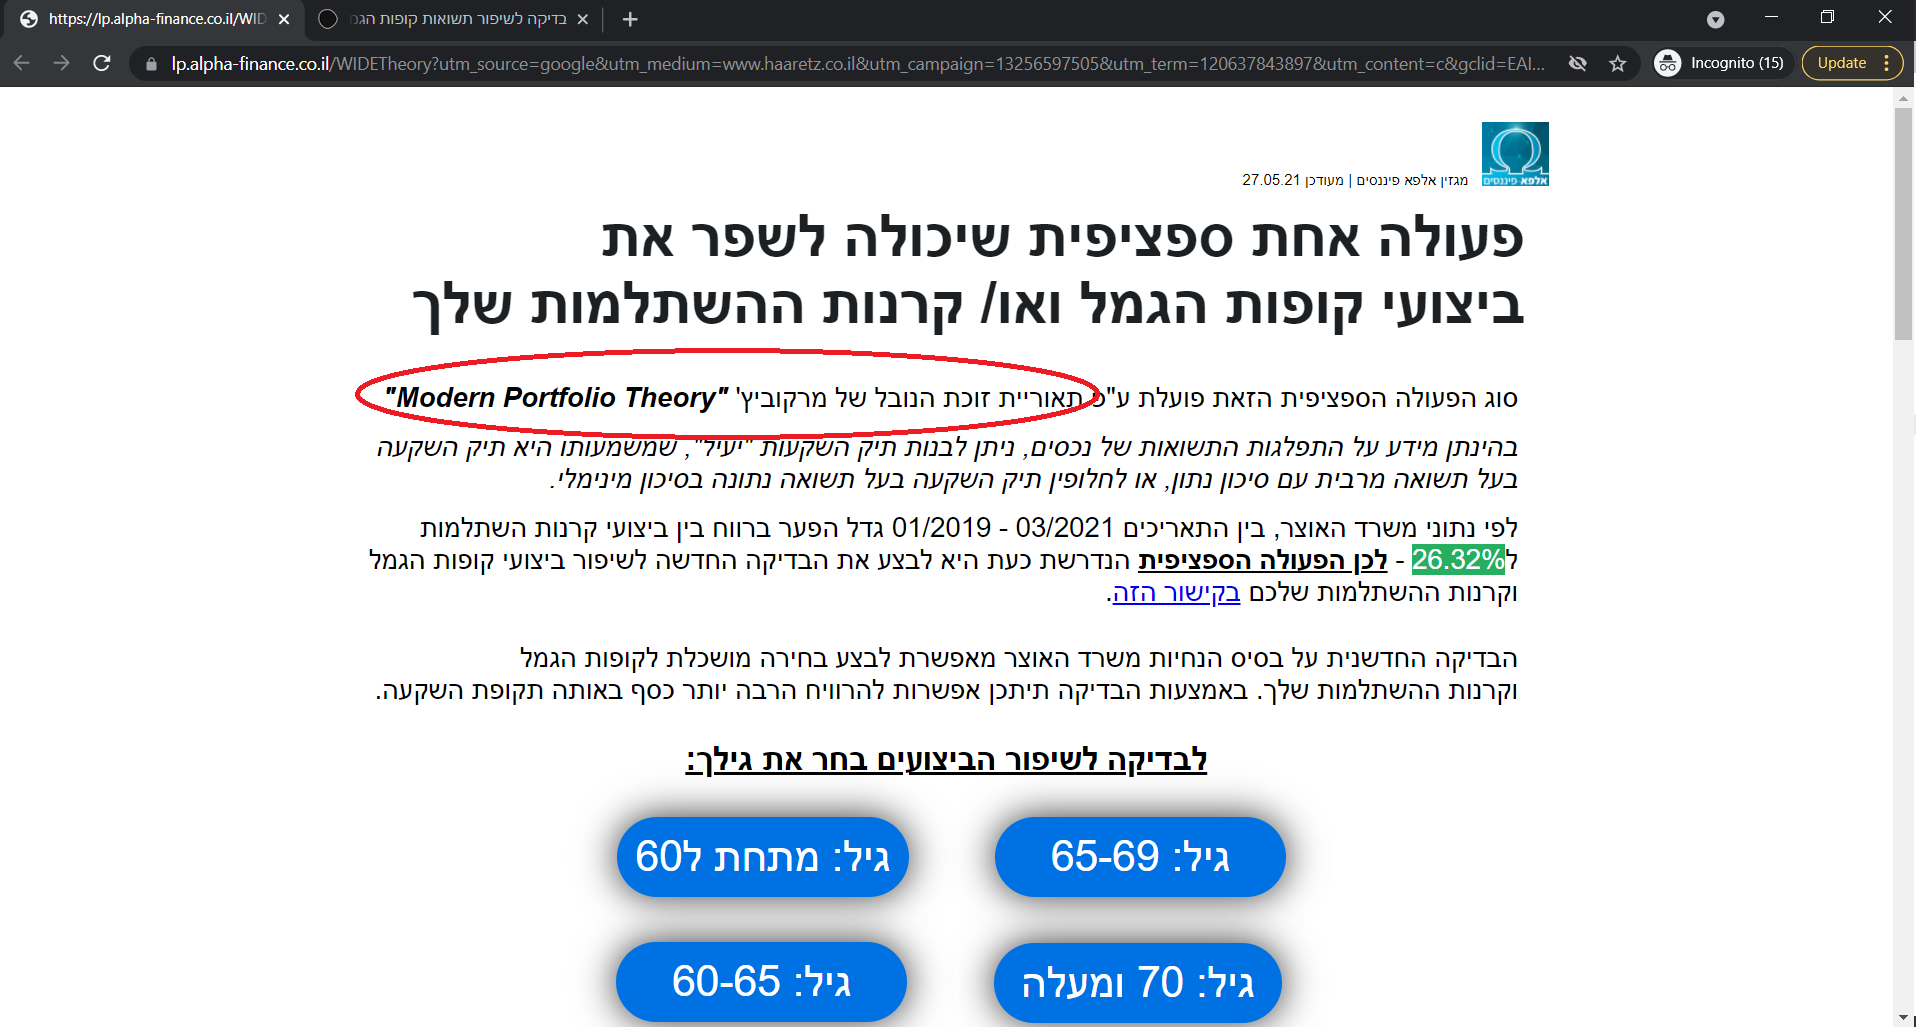 https://lp.alpha-finance.co.il/WID
בדיקה לשיפור תשואות קופות הגמ
lp.alpha-finance.co.il/WIDETheory?utm_source=google&utm_medium=www.haaretz.co.il&utm_campaign=13256597505&utm_term=120637843897&utm_content=c&gclid=EAI...
Incognito (15)
Update
אלפא-פיננסים
מגזין אלפא פיננסים | מעודכן 27.05.21
פעולה אחת ספציפית שיכולה לשפר את
ביצועי קופות הגמל ואו/ קרנות ההשתלמות שלך
סוג הפעולה הספציפית הזאת פועלת ע"פ תאוריית זוכת הנובל של מרקוביץ' "Modern Portfolio Theory"
בהינתן מידע על התפלגות התשואות של נכסים, ניתן לבנות תיק השקעות "יעיל", שמשמעותו היא תיק השקעה
בעל תשואה מרבית עם סיכון נתון, או לחלופין תיק השקעה בעל תשואה נתונה בסיכון מינימלי.
לפי נתוני משרד האוצר, בין התאריכים 01/2019 - 03/2021 גדל הפער ברווח בין ביצועי קרנות השתלמות
ל26.32% - לכן הפעולה הספציפית הנדרשת כעת היא לבצע את הבדיקה החדשה לשיפור ביצועי קופות הגמל
וקרנות ההשתלמות שלכם בקישור הזה.
הבדיקה החדשנית על בסיס הנחיות משרד האוצר מאפשרת לבצע בחירה מושכלת לקופות הגמל
וקרנות ההשתלמות שלך. באמצעות הבדיקה תיתכן אפשרות להרוויח הרבה יותר כסף באותה תקופת השקעה.
לבדיקה לשיפור הביצועים בחר את גילך:
גיל: 65-69
גיל: מתחת ל60
גיל: 70 ומעלה
גיל: 60-65